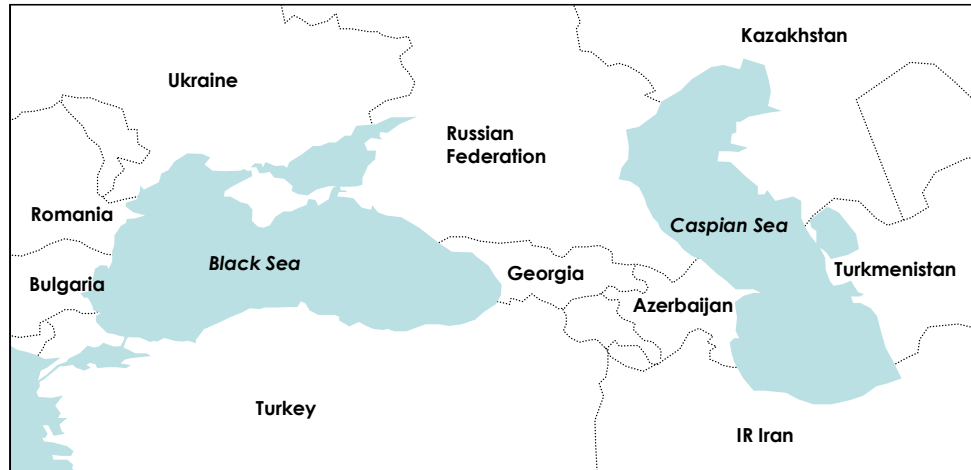 Kazakhstan
Ukraine
Russian
Federation
Romania
Caspian Sea
Black Sea
Georgia
Turkmenistan
Bulgaria
Azerbaijan
Turkey
IR Iran